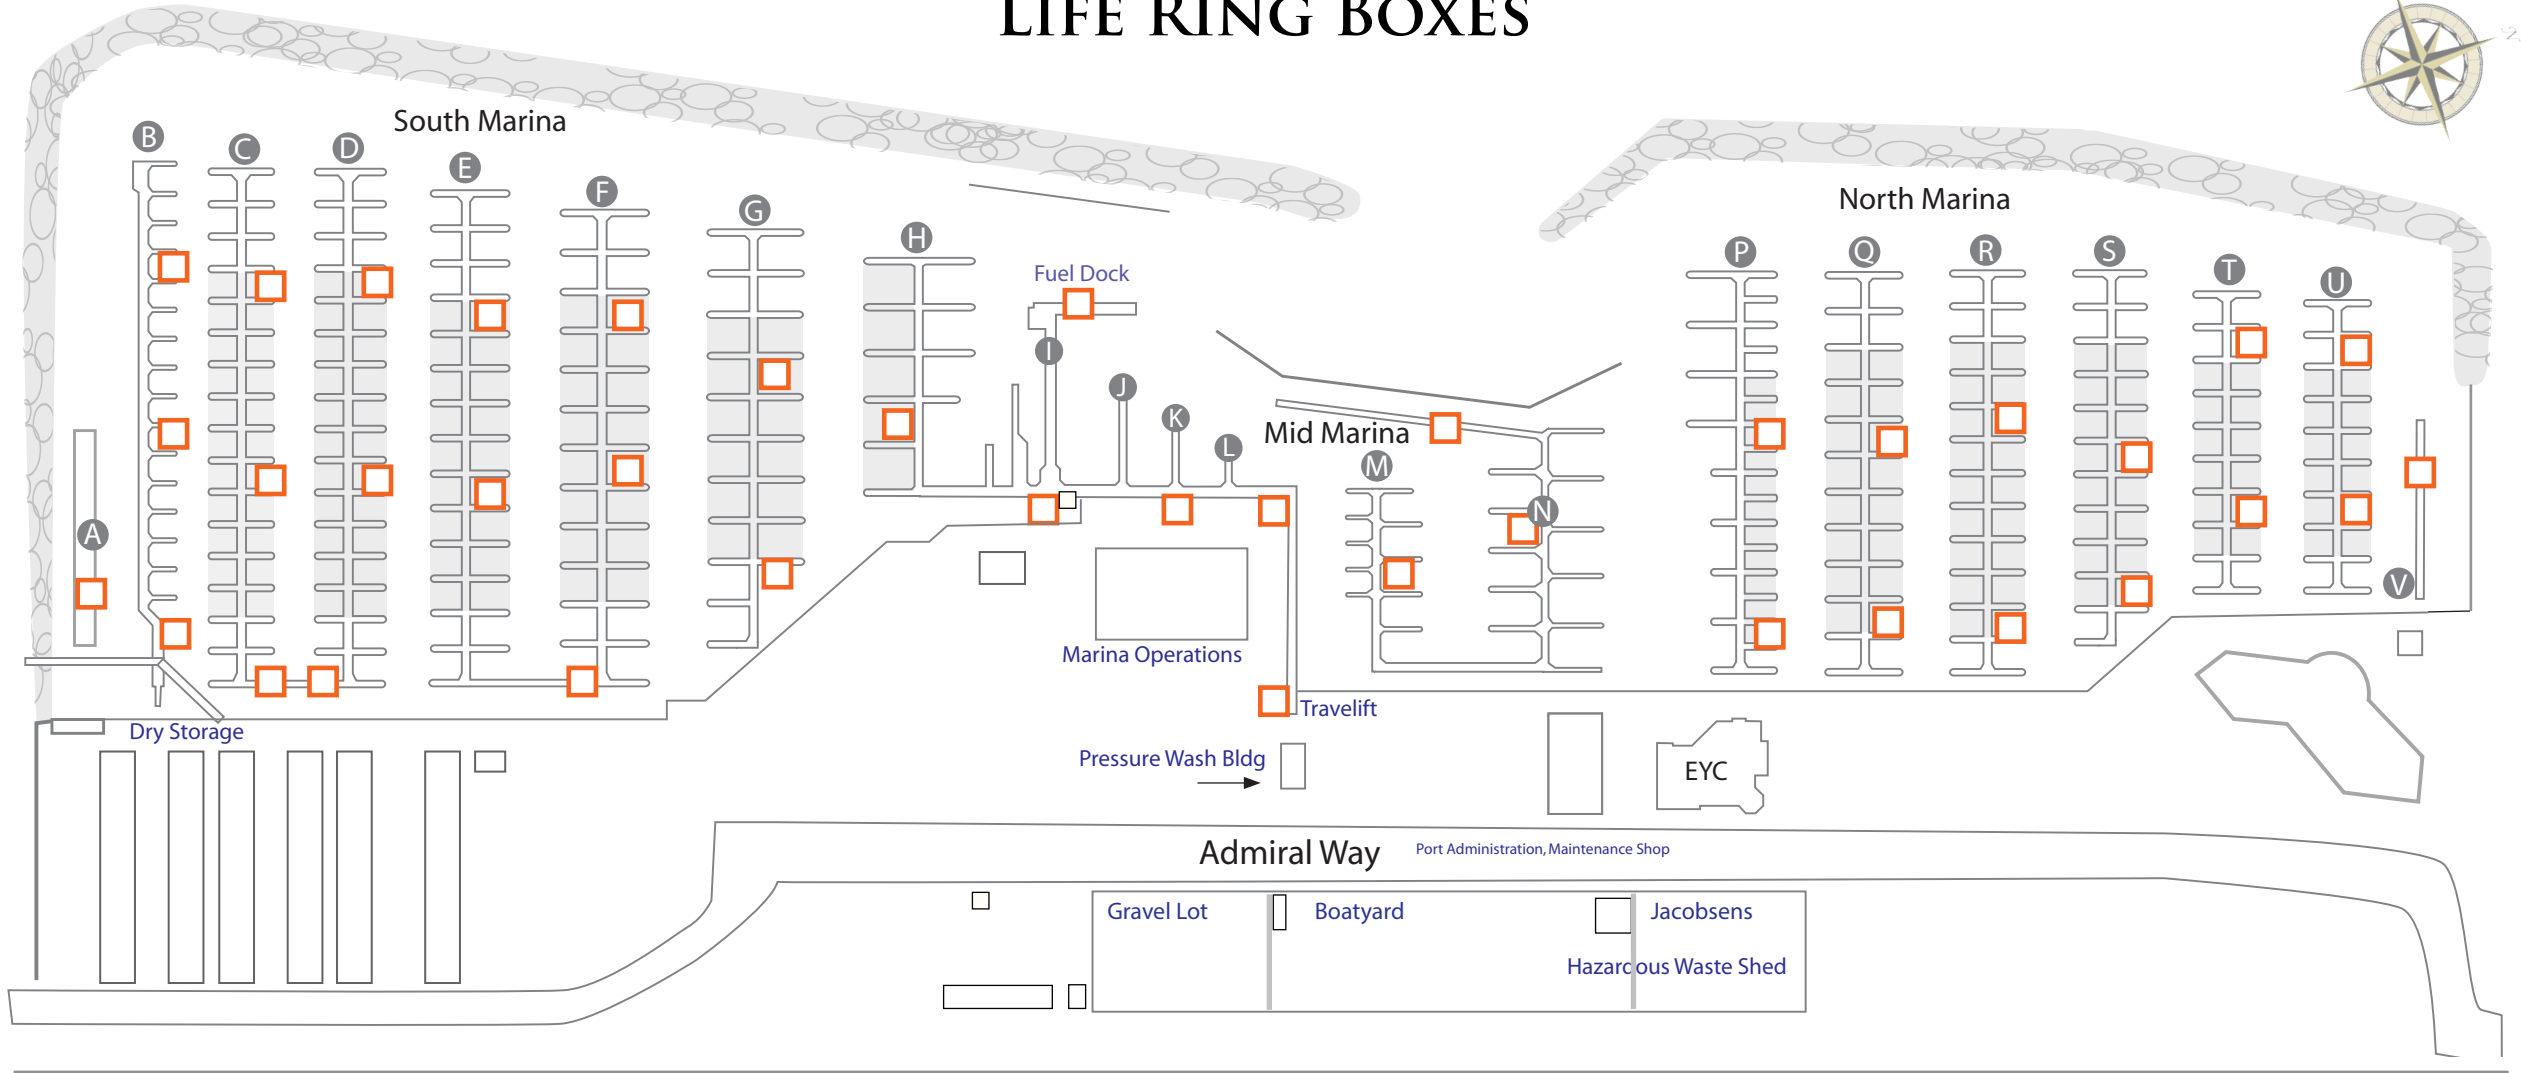 LIFE RING BOXES
N
South Marina
North Marina
B
C
D
E
F
G
H
P
Q
R
S
T
U
Fuel Dock
I
J
K
L
Mid Marina
M
N
A
V
Marina Operations
Travelift
Dry Storage
Pressure Wash Bldg
EYC
Admiral Way
Port Administration, Maintenance Shop
Gravel Lot
Boatyard
Jacobsens
Hazardous Waste Shed